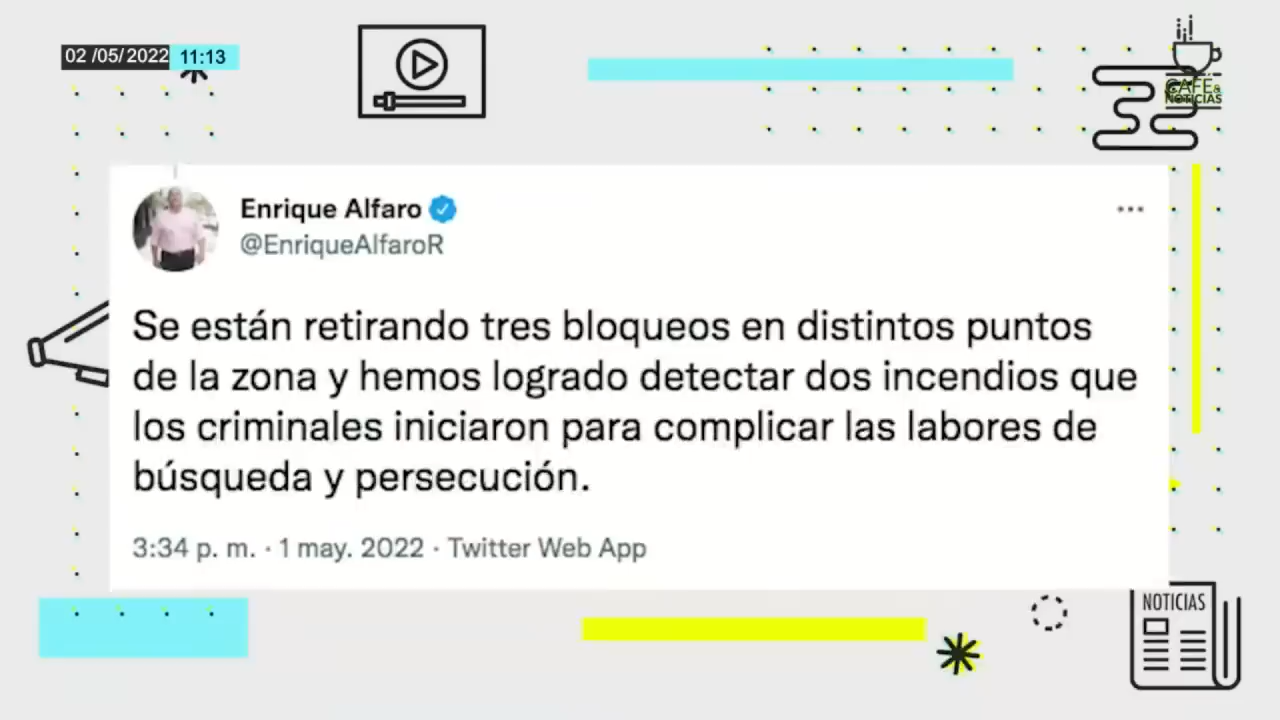 02 /05/2022 11:13
CAFE&
NOTICIAS
Enrique Alfaro
@EnriqueAlfaroR
Se están retirando tres bloqueos en distintos puntos
de la zona y hemos logrado detectar dos incendios que
los criminales iniciaron para complicar las labores de
búsqueda y persecución.
3:34 p. m. · 1 may. 2022 · Twitter Web App
NOTICIAS